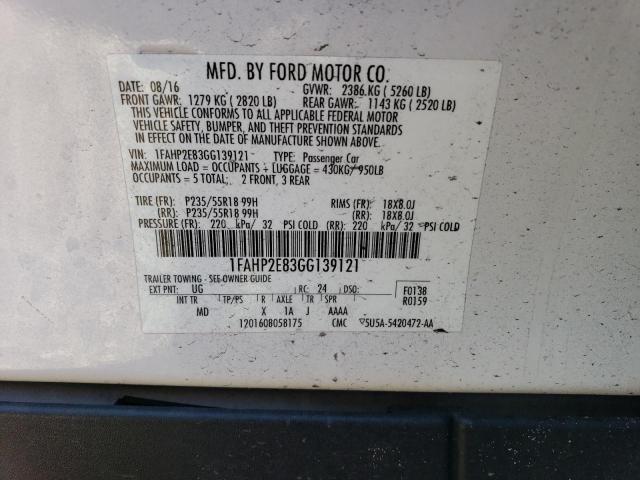 MFD. BY FORD MOTOR CO.
DATE: 08/16 GVWR: 2386.KG ( 5260 LB)
FRONT GAWR: 1279 KG ( 2820 LB) REAR GAWR: 1143 KG ( 2520 LB)
THIS VEHICLE CONFORMS TO ALL APPLICABLE FEDERAL MOTOR
VEHICLE SAFETY, BUMPER, AND THEFT PREVENTION STANDARDS
IN EFFECT ON THE DATE OF MANUFACTURE SHOWN ABOVE.
VIN: 1FAHP2E83GG139121 TYPE: Passenger Car
MAXIMUM LOAD = OCCUPANTS + LUGGAGE = 430KG/ 950LB
OCCUPANTS = 5 TOTAL, 2 FRONT, 3 REAR
TIRE (FR): P235/55R18 99H RIMS (FR): 18X8.0J
(RR): P235/55R18 99H (RR): 18X8.0J
PRESSURE (FR): 220 kPa/ 32 PSI COLD (RR): 220 kPa/ 32 PSI COLD
1FAHP2E83GG139121
TRAILER TOWING - SEE OWNER GUIDE
EXT PNT: UG RC: 24 DSO: F0138
INT TR TP/PS R AXLE TR SPR R0159
MD X 1A J AAAA
1201608058175 CMC ▽5U5A-5420472-AA